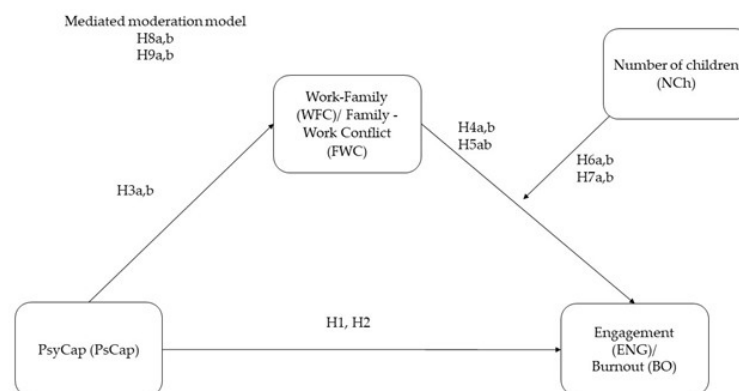 Mediated moderation model
H8a,b
H9a,b
Number of children
(NCh)
Work-Family
(WFC)/ Family -
Work Conflict
(FWC)
H4a,b
H5ab
H6a,b
H7a,b
H3a,b
H1, H2
PsyCap (PsCap)
Engagement
(ENG)/
Burnout (BO)